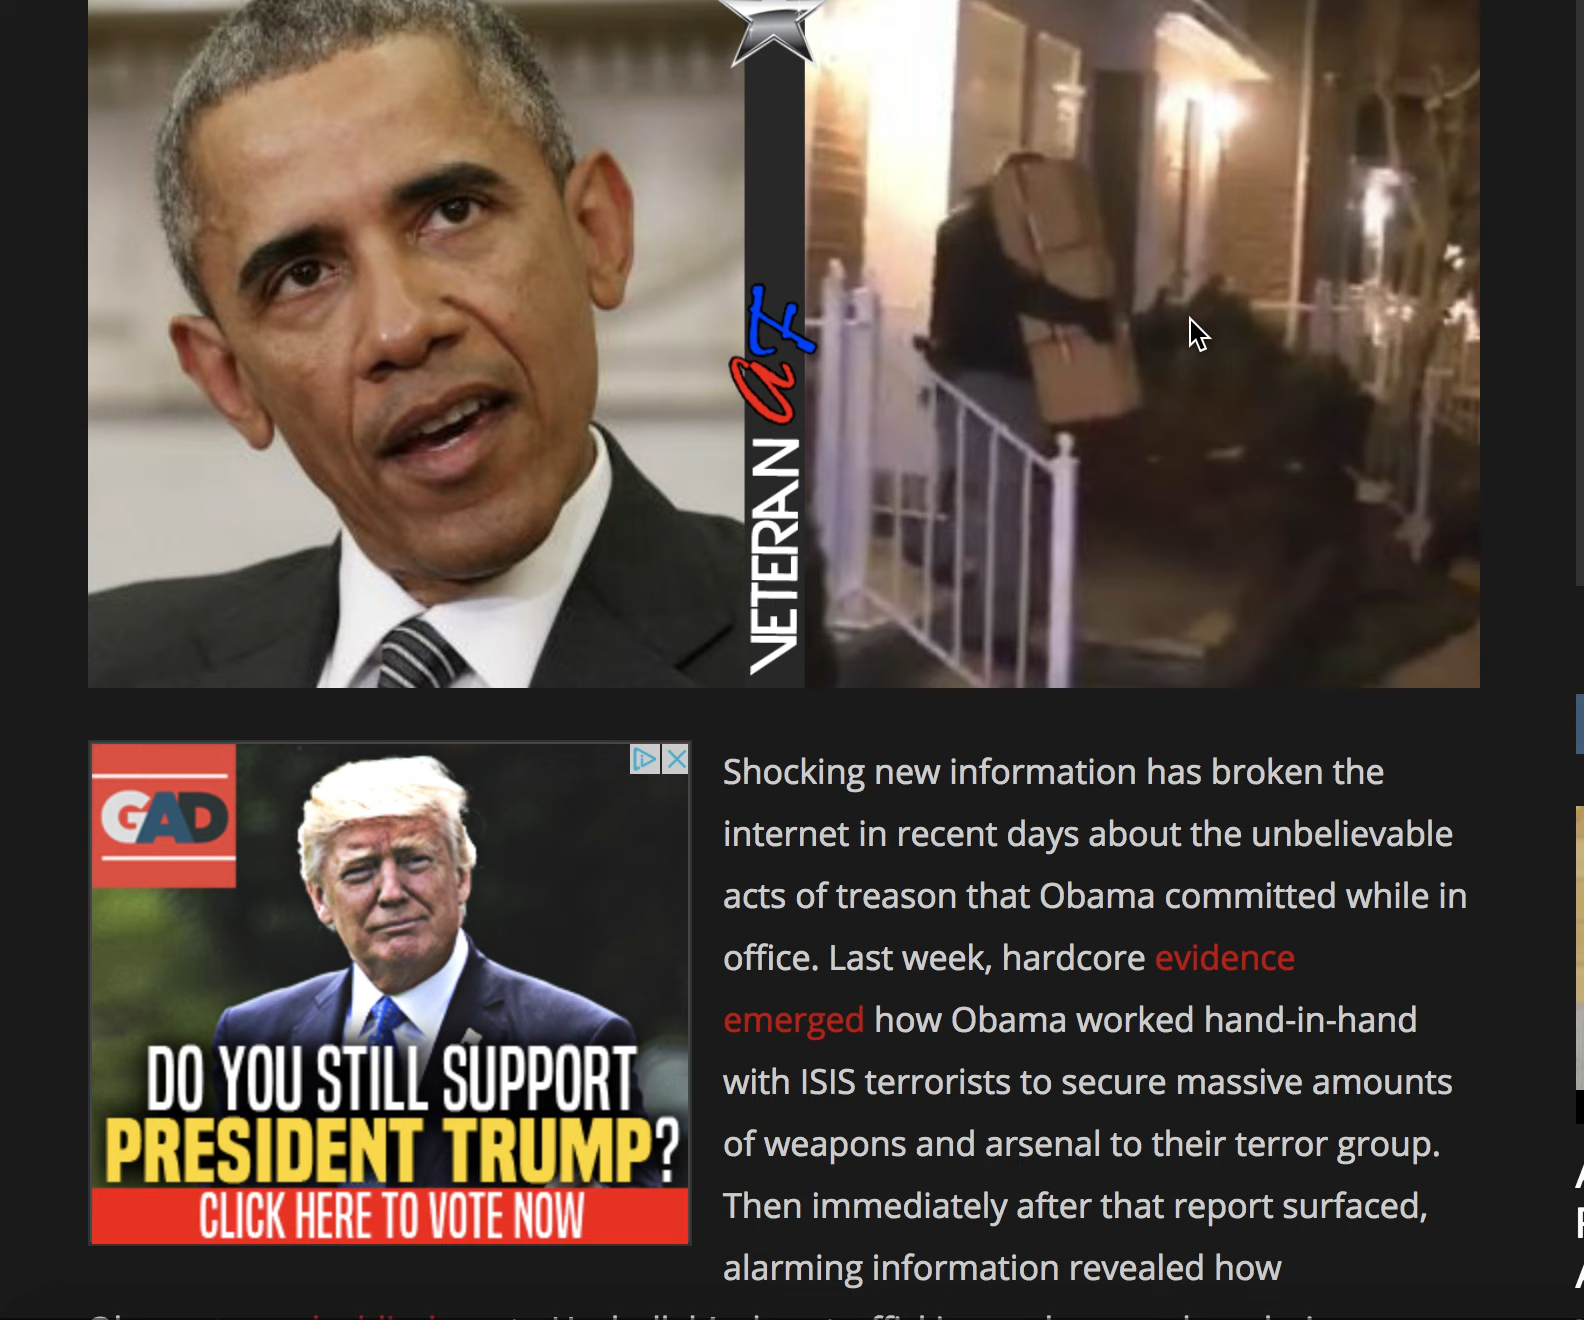 VETERAN aF
GAD
DO YOU STILL SUPPORT
PRESIDENT TRUMP?
CLICK HERE TO VOTE NOW
Shocking new information has broken the
internet in recent days about the unbelievable
acts of treason that Obama committed while in
office. Last week, hardcore evidence
emerged how Obama worked hand-in-hand
with ISIS terrorists to secure massive amounts
of weapons and arsenal to their terror group.
Then immediately after that report surfaced,
alarming information revealed how